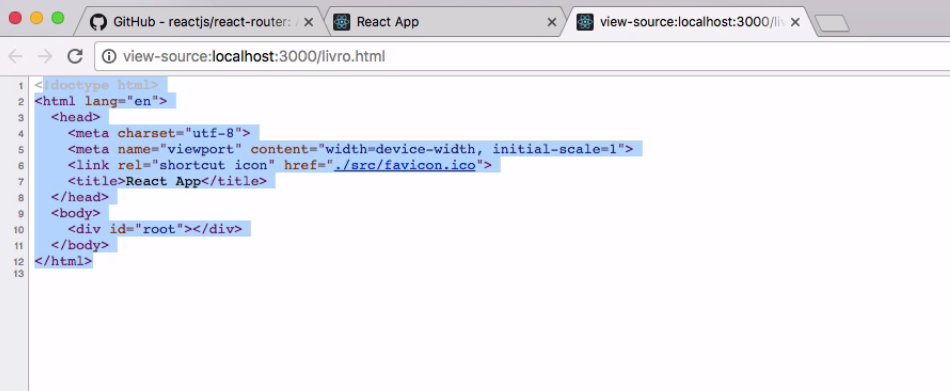 GitHub - reactjs/react-router: 
React App
view-source:localhost:3000/li
view-source:localhost:3000/livro.html
1 <!doctype html>
2 <html lang="en">
3 <head>
4 <meta charset="utf-8">
5 <meta name="viewport" content="width=device-width, initial-scale=1">
6 <link rel="shortcut icon" href="./src/favicon.ico">
7 <title>React App</title>
8 </head>
9 <body>
10 <div id="root"></div>
11 </body>
12 </html>
13